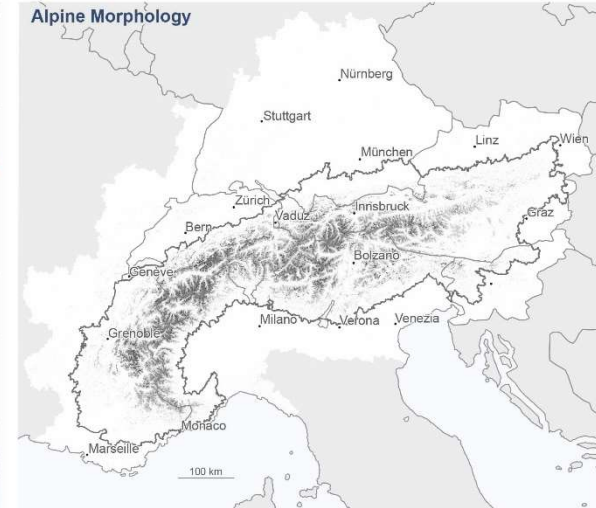 Alpine Morphology
Nürnberg
Stuttgart
München
Linz
Wien
Zürich
Vaduz
Innsbruck
Graz
Bern
Bolzano
Genève
Milano
Verona
Venezia
Grenoble
Monaco
Marseille
100 km